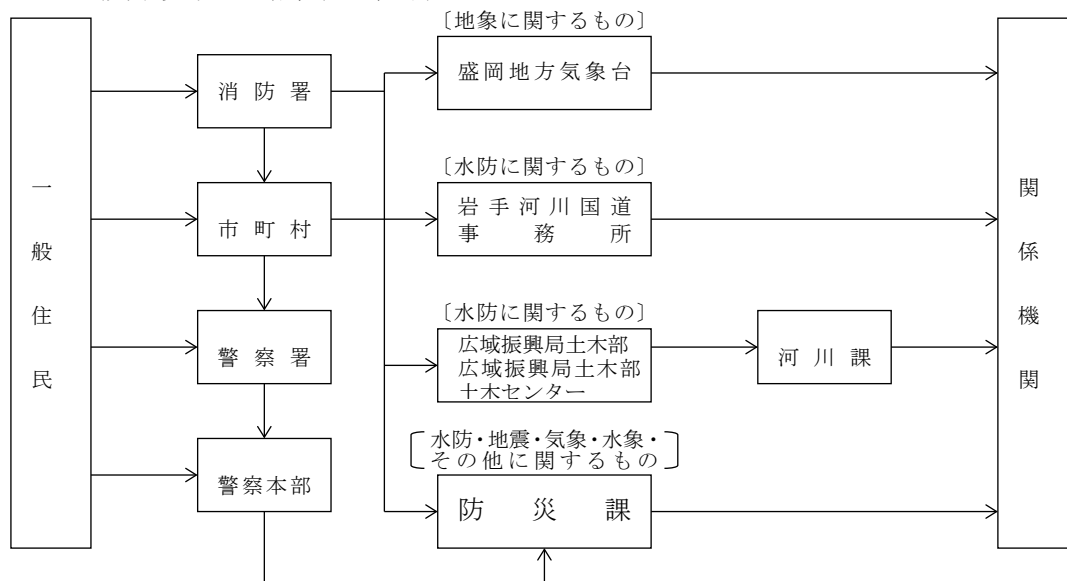 〔地象に関するもの〕
消防署
盛岡地方気象台
〔水防に関するもの〕
一般住民
市町村
岩手河川国道
事務所
関係機関
〔水防に関するもの〕
警察署
広域振興局土木部
広域振興局土木部
土木センター
河川課
水防・地震・気象・水象・
その他に関するもの
警察本部
防災課